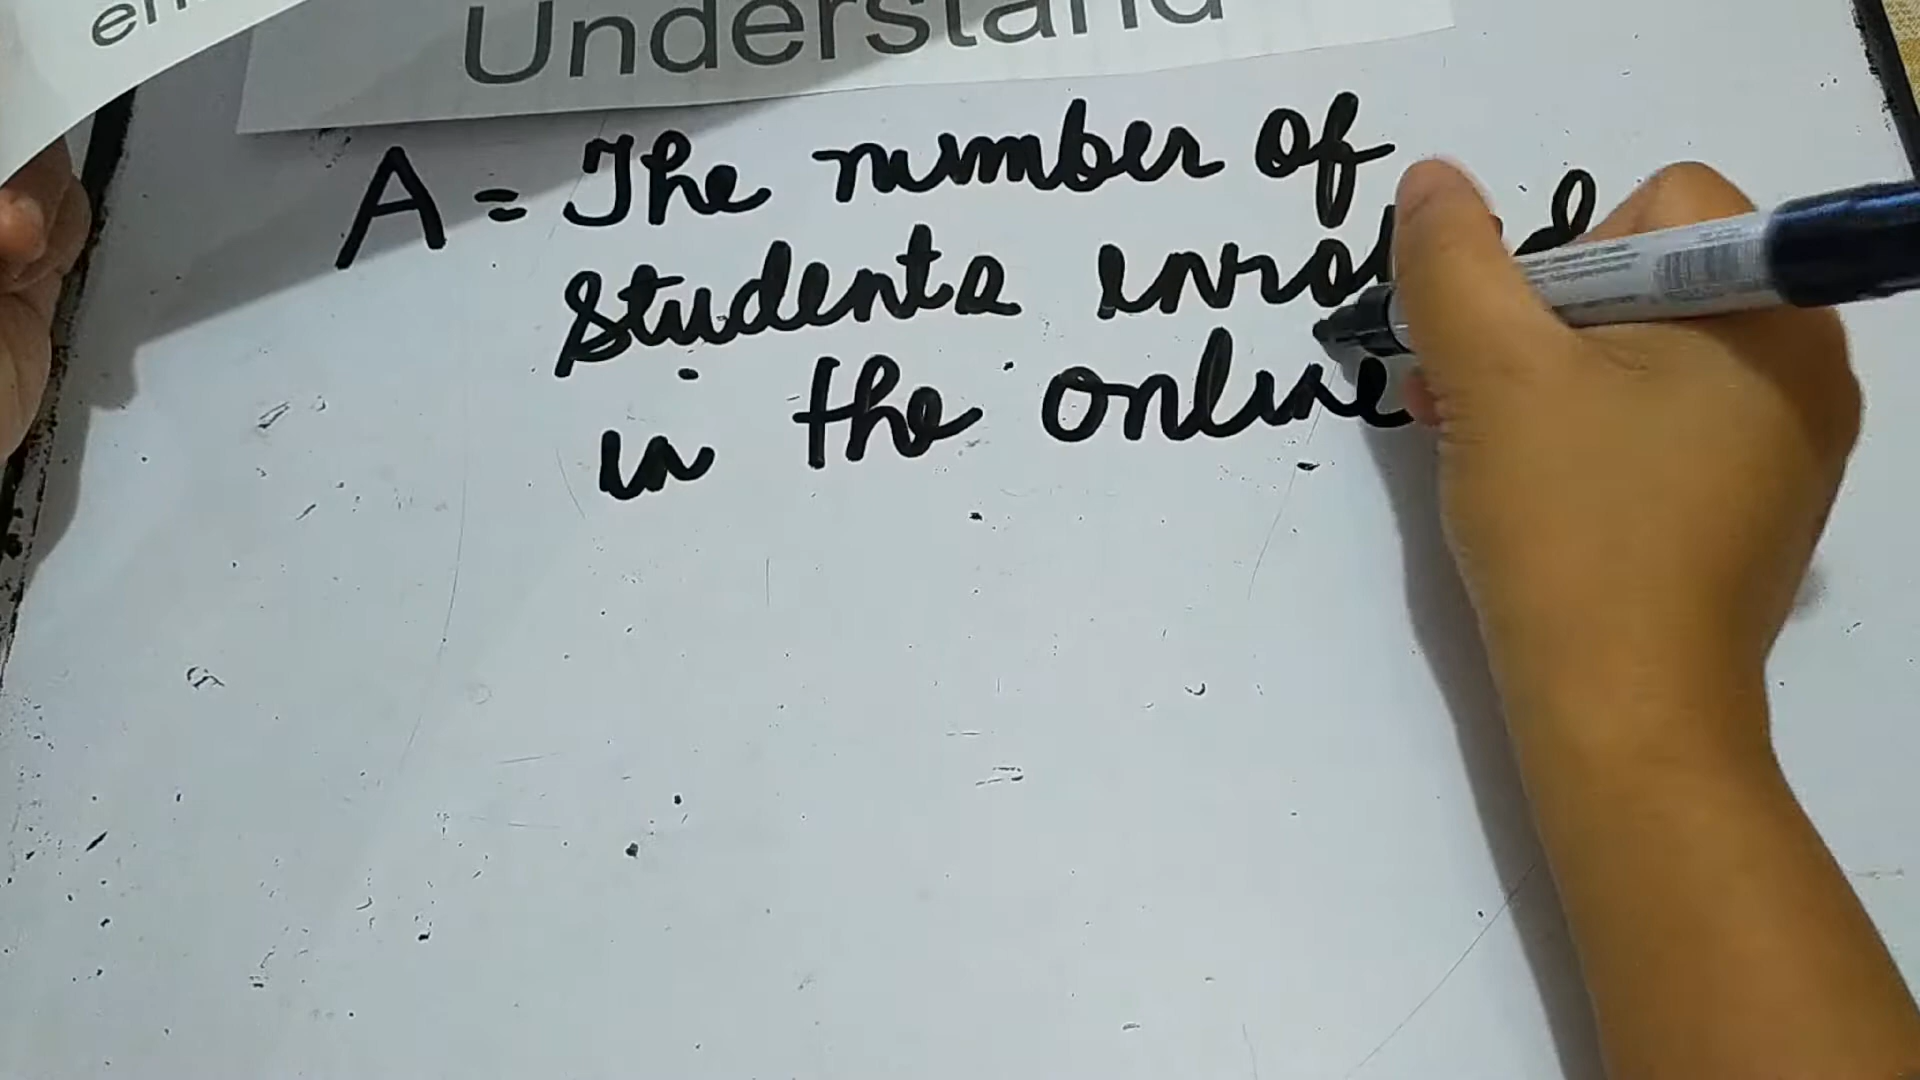 Understand
A = The number of
students
in the online